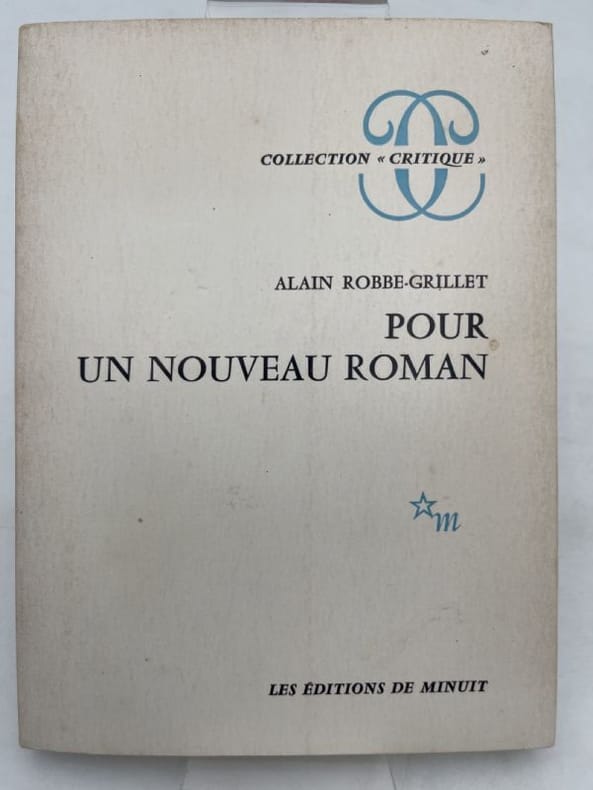 COLLECTION « CRITIQUE »
ALAIN ROBBE-GRILLET
POUR
UN NOUVEAU ROMAN
m
LES ÉDITIONS DE MINUIT